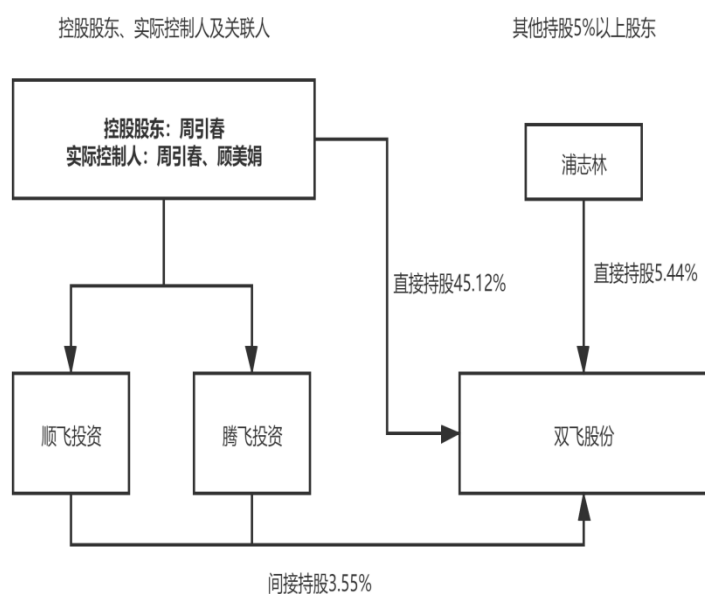 控股股东、实际控制人及关联人
其他持股5%以上股东
控股股东：周引春
实际控制人：周引春、顾美娟
浦志林
直接持股45.12%
直接持股5.44%
顺飞投资
腾飞投资
双飞股份
间接持股3.55%